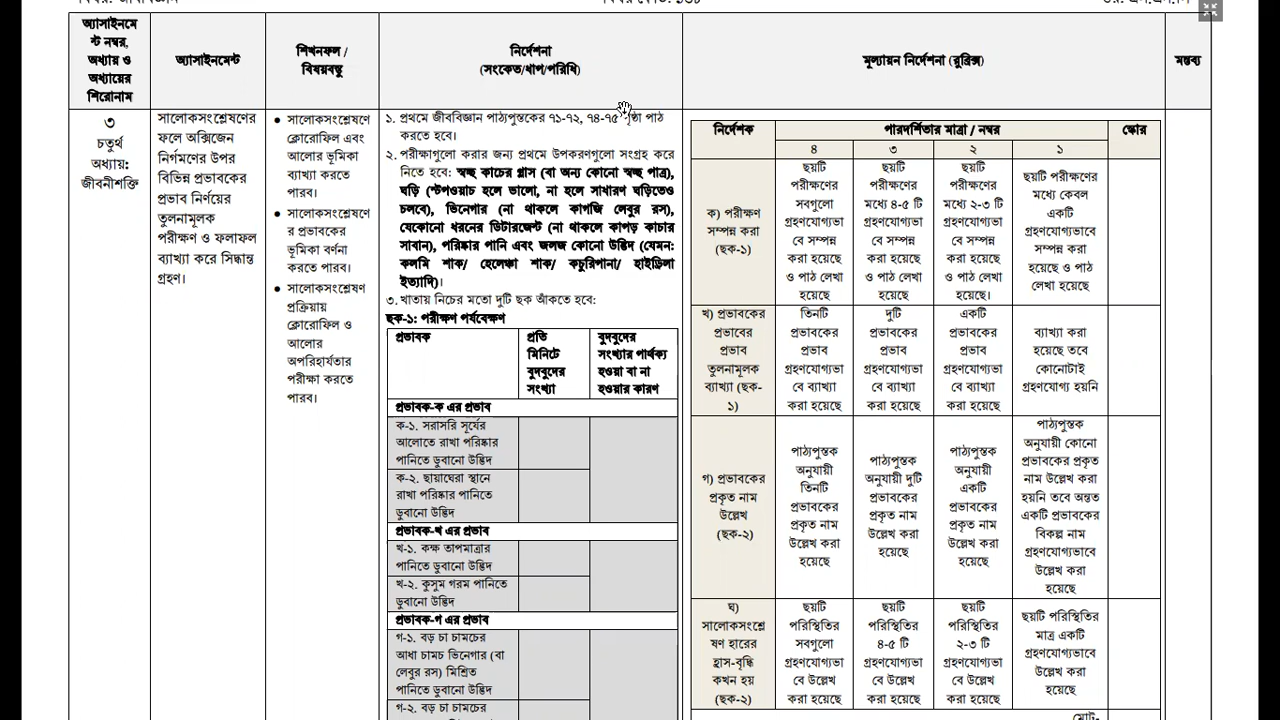 অ্যাসাইনমে
ন্ট নম্বর,
অধ্যায় ও
অধ্যায়ের
শিরোনাম
অ্যাসাইনমেন্ট
শিখনফল /
বিষয়বস্তু
নির্দেশনা
(সংকেত/ধাপ/পরিধি)
মূল্যায়ন নির্দেশনা (রুব্রিক্স)
মন্তব্য
৩
চতুর্থ
অধ্যায়:
জীবনীশক্তি
সালোকসংশ্লেষণের
ফলে অক্সিজেন
নির্গমণের উপর
বিভিন্ন প্রভাবকের
প্রভাব নির্ণয়ের
তুলনামূলক
পরীক্ষণ ও ফলাফল
ব্যাখ্যা করে সিদ্ধান্ত
গ্রহণ।
• সালোকসংশ্লেষণে
ক্লোরোফিল এবং
আলোর ভূমিকা
ব্যাখ্যা করতে
পারবে।
• সালোকসংশ্লেষণে
র প্রভাবকের
ভূমিকা বর্ণনা
করতে পারবে।
• সালোকসংশ্লেষণ
প্রক্রিয়ায়
ক্লোরোফিল ও
আলোর
অপরিহার্যতার
পরীক্ষা করতে
পারবে।
১. প্রথমে জীববিজ্ঞান পাঠ্যপুস্তকের ৭১-৭২, ৭৪-৭৫ পৃষ্ঠা পাঠ
করতে হবে।
২. পরীক্ষাগুলো করার জন্য প্রথমে উপকরণগুলো সংগ্রহ করে
নিতে হবে: স্বচ্ছ কাচের গ্লাস (বা অন্য কোনো স্বচ্ছ পাত্র),
ঘড়ি (স্টপওয়াচ হলে ভালো, না হলে সাধারণ ঘড়িতেও
চলবে), ভিনেগার (না থাকলে কাগজি লেবুর রস),
যেকোনো ধরনের ডিটারজেন্ট (না থাকলে কাপড় কাচার
সাবান), পরিষ্কার পানি এবং জলজ কোনো উদ্ভিদ (যেমন:
কলমি শাক/ হেলেঞ্চা শাক/ কচুরিপানা/ হাইড্রিলা
ইত্যাদি)।
৩. খাতায় নিচের মতো দুটি ছক আঁকতে হবে:
ছক-১: পরীক্ষণ পর্যবেক্ষণ
প্রভাবক
প্রতি
মিনিটে
বুদবুদের
সংখ্যা
বুদবুদের
সংখ্যার পার্থক্য
হওয়া বা না
হওয়ার কারণ
প্রভাবক-ক এর প্রভাব
ক-১. সরাসরি সূর্যের
আলোতে রাখা পরিষ্কার
পানিতে ডুবানো উদ্ভিদ
ক-২. ছায়াঘেরা স্থানে
রাখা পরিষ্কার পানিতে
ডুবানো উদ্ভিদ
প্রভাবক-খ এর প্রভাব
খ-১. কক্ষ তাপমাত্রার
পানিতে ডুবানো উদ্ভিদ
খ-২. কুসুম গরম পানিতে
ডুবানো উদ্ভিদ
প্রভাবক-গ এর প্রভাব
গ-১. বড় চা চামচের
আধা চামচ ভিনেগার (বা
লেবুর রস) মিশ্রিত
পানিতে ডুবানো উদ্ভিদ
গ-২. বড় চা চামচের
নির্দেশক
পারদর্শিতার মাত্রা / নম্বর
স্কোর
৪
৩
২
১
ক) পরীক্ষণ
সম্পন্ন করা
(ছক-১)
ছয়টি
পরীক্ষণের
সবগুলো
গ্রহণযোগ্যভা
বে সম্পন্ন
করা হয়েছে
ও পাঠ লেখা
হয়েছে
ছয়টি
পরীক্ষণের
মধ্যে ৪-৫ টি
গ্রহণযোগ্যভা
বে সম্পন্ন
করা হয়েছে
ও পাঠ লেখা
হয়েছে
ছয়টি
পরীক্ষণের
মধ্যে ২-৩ টি
গ্রহণযোগ্যভা
বে সম্পন্ন
করা হয়েছে
ও পাঠ লেখা
হয়েছে।
ছয়টি পরীক্ষণের
মধ্যে কেবল
একটি
গ্রহণযোগ্যভাবে
সম্পন্ন করা
হয়েছে ও পাঠ
লেখা হয়েছে
খ) প্রভাবকের
প্রভাবের
প্রভাব
তুলনামূলক
ব্যাখ্যা (ছক-
১)
তিনটি
প্রভাবকের
প্রভাব
গ্রহণযোগ্যভা
বে ব্যাখ্যা
করা হয়েছে
দুটি
প্রভাবকের
প্রভাব
গ্রহণযোগ্যভা
বে ব্যাখ্যা
করা হয়েছে
একটি
প্রভাবকের
প্রভাব
গ্রহণযোগ্যভা
বে ব্যাখ্যা
করা হয়েছে
ব্যাখ্যা করা
হয়েছে তবে
কোনোটাই
গ্রহণযোগ্য হয়নি
গ) প্রভাবকের
প্রকৃত নাম
উল্লেখ
(ছক-২)
পাঠ্যপুস্তক
অনুযায়ী
তিনটি
প্রভাবকের
প্রকৃত নাম
উল্লেখ করা
হয়েছে
পাঠ্যপুস্তক
অনুযায়ী দুটি
প্রভাবকের
প্রকৃত নাম
উল্লেখ করা
হয়েছে
পাঠ্যপুস্তক
অনুযায়ী
একটি
প্রভাবকের
প্রকৃত নাম
উল্লেখ করা
হয়েছে
পাঠ্যপুস্তক
অনুযায়ী কোনো
প্রভাবকের প্রকৃত
নাম উল্লেখ করা
হয়নি তবে অন্তত
একটি প্রভাবকের
বিকল্প নাম
গ্রহণযোগ্যভাবে
উল্লেখ করা
হয়েছে
ঘ)
সালোকসংশ্লে
ষণ হারের
হ্রাস-বৃদ্ধি
কখন হয়
(ছক-২)
ছয়টি
পরিস্থিতির
সবগুলো
গ্রহণযোগ্যভা
বে উল্লেখ
করা হয়েছে
ছয়টি
পরিস্থিতির
৪-৫ টি
গ্রহণযোগ্যভা
বে উল্লেখ
করা হয়েছে
ছয়টি
পরিস্থিতির
২-৩ টি
গ্রহণযোগ্যভা
বে উল্লেখ
করা হয়েছে
ছয়টি পরিস্থিতির
মাত্র একটি
গ্রহণযোগ্যভাবে
উল্লেখ করা
হয়েছে
মোট-